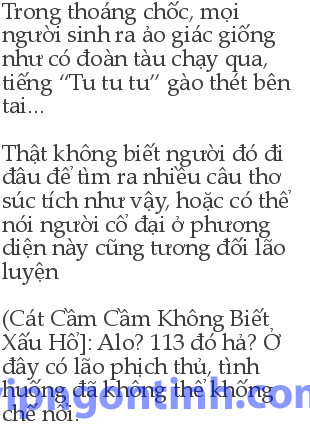 Trong thoáng chốc, mọi
người sinh ra ảo giác giống
như có đoàn tàu chạy qua,
tiếng “Tu tu tu” gào thét bên
tai...
Thật không biết người đó đi
đâu để tìm ra nhiều câu thơ
súc tích như vậy, hoặc có thể
nói người cổ đại ở phương
diện này cũng tương đối lão
luyện
(Cát Cầm Cầm Không Biết
Xấu Hổ]: Alo? 113 đó hả? Ở
đây có lão phịch thủ, tình
huống đã không thể khống
chế nổi.
vipngontinh.com